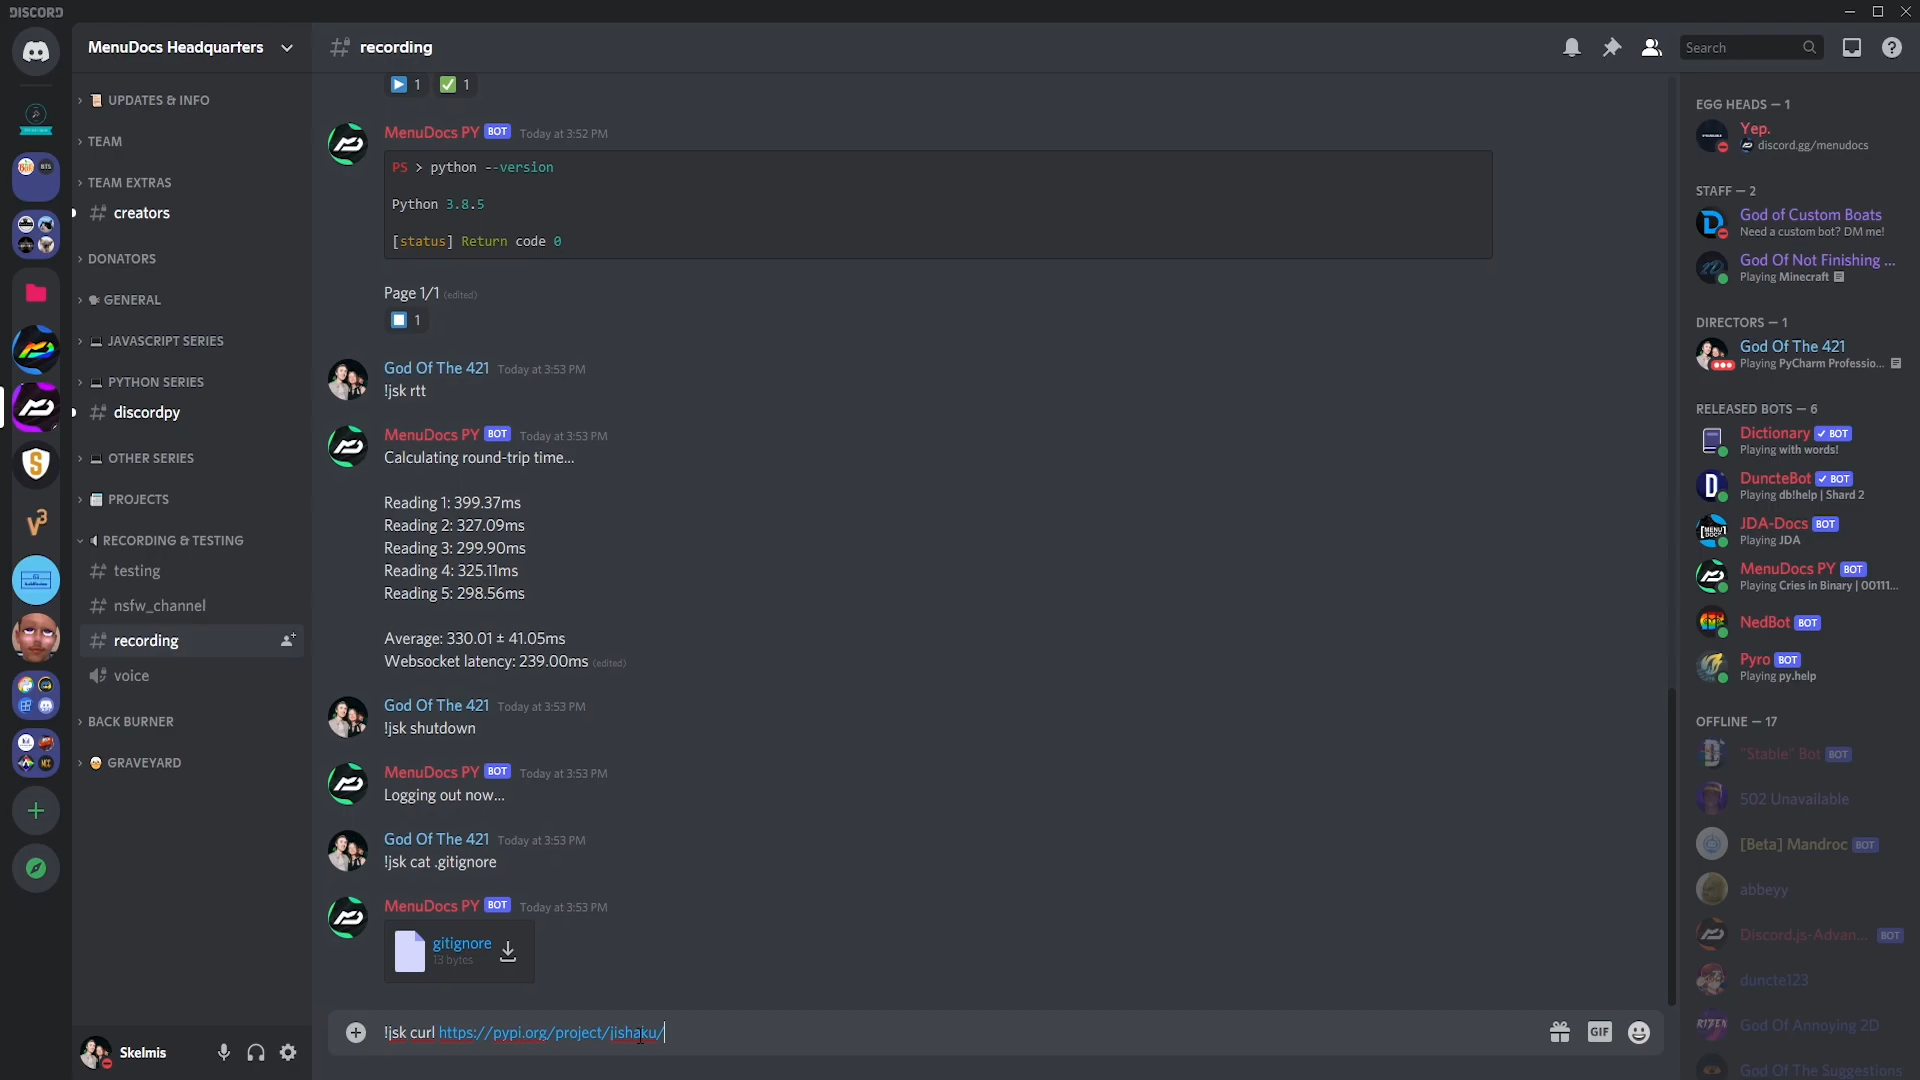 DISCORD
MenuDocs Headquarters
recording
Search
UPDATES & INFO
TEAM
TEAM EXTRAS
creators
DONATORS
GENERAL
JAVASCRIPT SERIES
PYTHON SERIES
discordpy
OTHER SERIES
PROJECTS
RECORDING & TESTING
testing
nsfw_channel
recording
voice
BACK BURNER
GRAVEYARD
Skelmis
1 1
MenuDocs PY BOT Today at 3:52 PM
PS > python --version
Python 3.8.5
[status] Return code 0
Page 1/1 (edited)
1
God Of The 421 Today at 3:53 PM
!jsk rtt
MenuDocs PY BOT Today at 3:53 PM
Calculating round-trip time...
Reading 1: 399.37ms
Reading 2: 327.09ms
Reading 3: 299.90ms
Reading 4: 325.11ms
Reading 5: 298.56ms
Average: 330.01 ± 41.05ms
Websocket latency: 239.00ms (edited)
God Of The 421 Today at 3:53 PM
!jsk shutdown
MenuDocs PY BOT Today at 3:53 PM
Logging out now...
God Of The 421 Today at 3:53 PM
!jsk cat .gitignore
MenuDocs PY BOT Today at 3:53 PM
gitignore
13 bytes
!jsk curl https://pypi.org/project/jishaku/
GIF
EGG HEADS — 1
Yep.
discord.gg/menudocs
STAFF — 2
God of Custom Boats
Need a custom bot? DM me!
God Of Not Finishing ...
Playing Minecraft
DIRECTORS — 1
God Of The 421
Playing PyCharm Professio...
RELEASED BOTS — 6
Dictionary ✓ BOT
Playing with words!
DuncteBot ✓ BOT
Playing db!help | Shard 2
JDA-Docs BOT
Playing JDA
MenuDocs PY BOT
Playing Cries in Binary | 00111...
NedBot BOT
Pyro BOT
Playing py.help
OFFLINE — 17
"Stable" Bot BOT
502 Unavailable
[Beta] Mandroc BOT
abbeyy
Discord.js-Advan... BOT
duncte123
God Of Annoying 2D
God Of The Suggestions